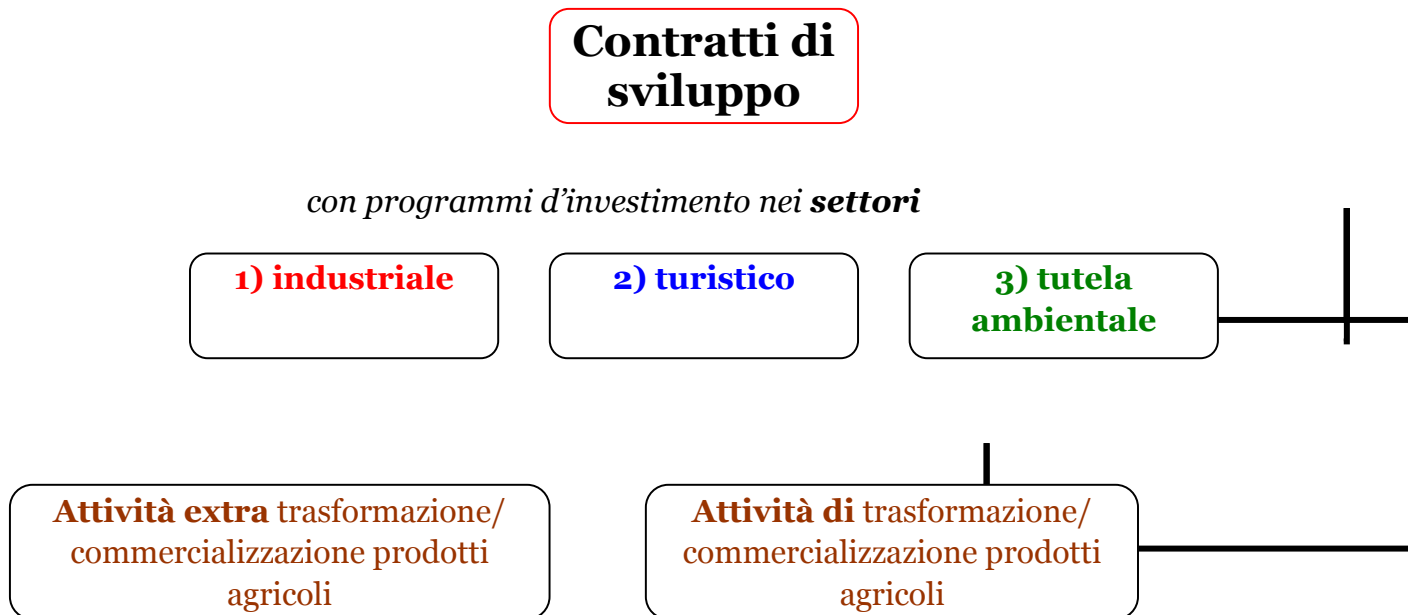 Contratti di
sviluppo
con programmi d’investimento nei settori
1) industriale
2) turistico
3) tutela
ambientale
Attività extra trasformazione/
commercializzazione prodotti
agricoli
Attività di trasformazione/
commercializzazione prodotti
agricoli